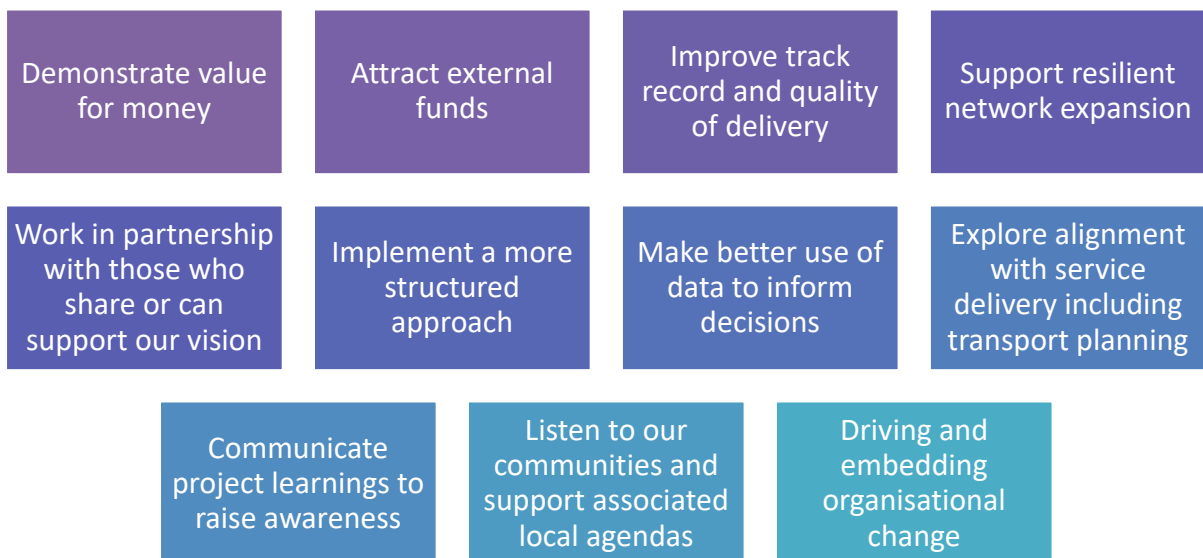 Demonstrate value
for money
Attract external
funds
Improve track
record and quality
of delivery
Support resilient
network expansion
Work in partnership
with those who
share or can
support our vision
Implement a more
structured
approach
Make better use of
data to inform
decisions
Explore alignment
with service
delivery including
transport planning
Communicate
project learnings to
raise awareness
Listen to our
communities and
support associated
local agendas
Driving and
embedding
organisational
change